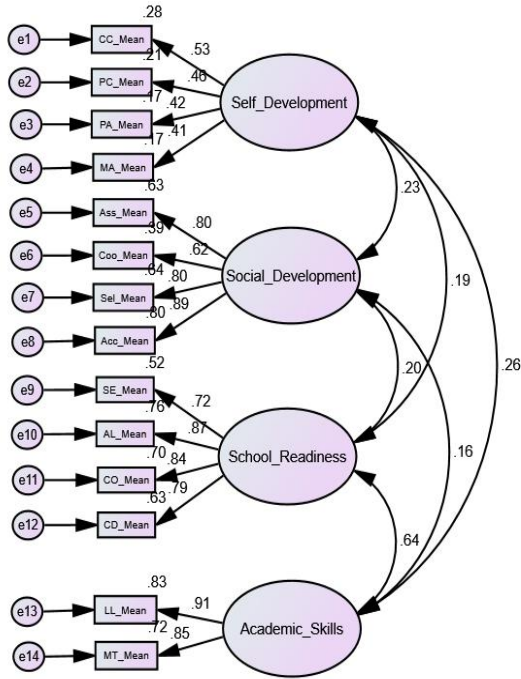 .28
e1 CC_Mean .53
.21
e2 PC_Mean .46
.17
e3 PA_Mean .42
.17 .41
e4 MA_Mean
Self_Development
.63
e5 Ass_Mean .80
.39
e6 Coo_Mean .62
.64
e7 Sel_Mean .80
.80 .89
e8 Acc_Mean
Social_Development
.52
e9 SE_Mean .72
.76
e10 AL_Mean .87
.70
e11 CO_Mean .84
.63 .79
e12 CD_Mean
School_Readiness
.83
e13 LL_Mean .91
.72
e14 MT_Mean .85
Academic_Skills
.23
.19
.26
.20
.16
.64